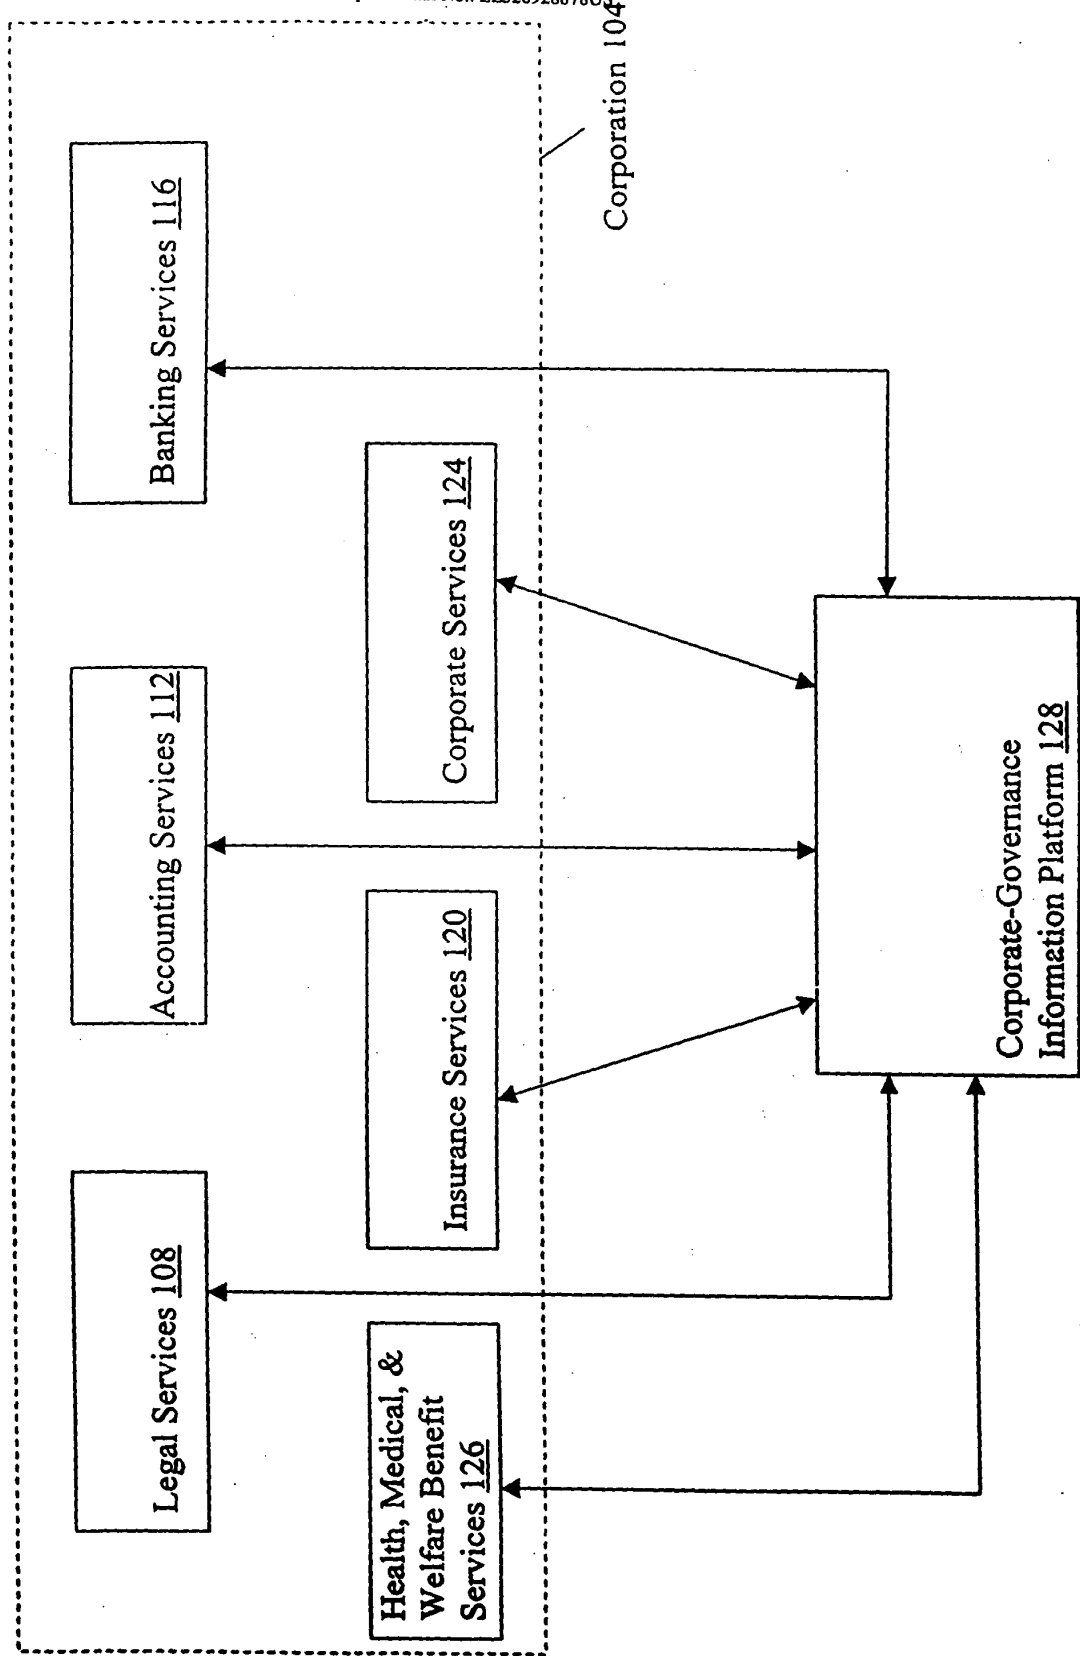 Legal Services 108
Accounting Services 112
Banking Services 116
Health, Medical, &
Welfare Benefit
Services 126
Insurance Services 120
Corporate Services 124
Corporation 104
Corporate-Governance
Information Platform 128